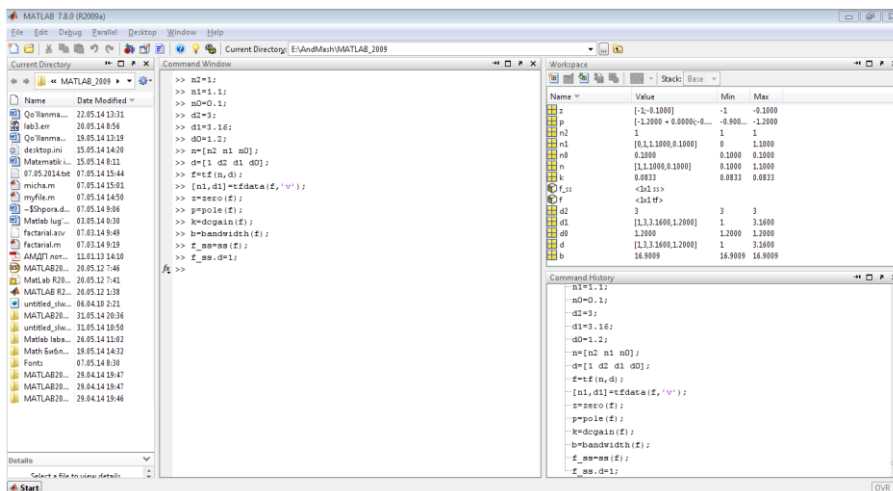 MATLAB 7.8.0 (R2009a)
File Edit Debug Parallel Desktop Window Help
Current Directory: E:\AndMash\MATLAB_2009
Current Directory
« MATLAB_2009
Name Date Modified
Qo'llanma... 22.05.14 13:31
lab3.err 20.05.14 8:56
Qo'llanma... 19.05.14 13:19
desktop.ini 15.05.14 14:20
Matematik i... 15.05.14 8:11
07.05.2014.txt 07.05.14 15:44
micha.m 07.05.14 15:01
myfile.m 07.05.14 14:50
~$Shpora.d... 07.05.14 9:06
Matlab lug'... 03.05.14 0:30
factarial.asv 07.03.14 9:49
factarial.m 07.03.14 9:19
АМДП лот... 11.01.13 14:10
MATLAB20... 20.05.12 7:46
MatLab R20... 20.05.12 7:41
MATLAB R2... 20.05.12 1:38
untitled_slw... 06.04.10 2:21
MATLAB20... 31.05.14 20:36
untitled_slw... 31.05.14 10:50
Matlab laba... 26.05.14 11:02
Math Библ... 19.05.14 14:32
Fonts 07.05.14 8:30
MATLAB20... 29.04.14 19:47
MATLAB20... 29.04.14 19:47
MATLAB20... 29.04.14 19:46
Details
Select a file to view details
Start
Command Window
>> n2=1;
>> n1=1.1;
>> n0=0.1;
>> d2=3;
>> d1=3.16;
>> d0=1.2;
>> n=[n2 n1 n0];
>> d=[1 d2 d1 d0];
>> f=tf(n,d);
>> [n1,d1]=tfdata(f,'v');
>> z=zero(f);
>> p=pole(f);
>> k=dcgain(f);
>> b=bandwidth(f);
>> f_ss=ss(f);
>> f_ss.d=1;
fx >>
Workspace
Stack: Base
Name Value Min Max
z [-1;-0.1000] -1 -0.1000
p [-1.2000 + 0.0000i;-0... -0.900... -1.2000
n2 1 1 1
n1 [0,1,1.1000,0.1000] 0 1.1000
n0 0.1000 0.1000 0.1000
n [1,1.1000,0.1000] 0.1000 1.1000
k 0.0833 0.0833 0.0833
f_ss <1x1 ss>
f <1x1 tf>
d2 3 3 3
d1 [1,3,3.1600,1.2000] 1 3.1600
d0 1.2000 1.2000 1.2000
d [1,3,3.1600,1.2000] 1 3.1600
b 16.9009 16.9009 16.9009
Command History
n1=1.1;
n0=0.1;
d2=3;
d1=3.16;
d0=1.2;
n=[n2 n1 n0];
d=[1 d2 d1 d0];
f=tf(n,d);
[n1,d1]=tfdata(f,'v');
z=zero(f);
p=pole(f);
k=dcgain(f);
b=bandwidth(f);
f_ss=ss(f);
f_ss.d=1;
OVR